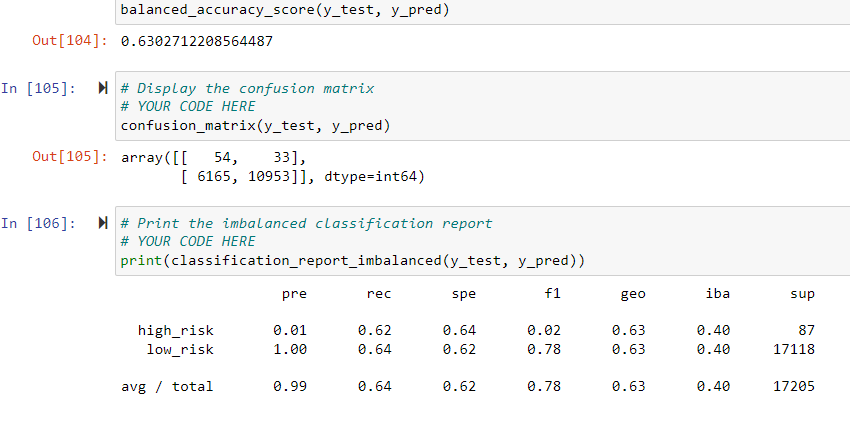 balanced_accuracy_score(y_test, y_pred)
Out[104]: 0.6302712208564487
In [105]: # Display the confusion matrix
# YOUR CODE HERE
confusion_matrix(y_test, y_pred)
Out[105]: array([[   54,    33],
[ 6165, 10953]], dtype=int64)
In [106]: # Print the imbalanced classification report
# YOUR CODE HERE
print(classification_report_imbalanced(y_test, y_pred))
pre rec spe f1 geo iba sup
high_risk 0.01 0.62 0.64 0.02 0.63 0.40 87
low_risk 1.00 0.64 0.62 0.78 0.63 0.40 17118
avg / total 0.99 0.64 0.62 0.78 0.63 0.40 17205